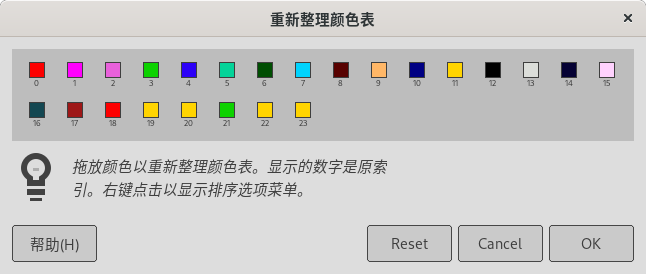 重新整理颜色表
0 1 2 3 4 5 6 7 8 9 10 11 12 13 14 15
16 17 18 19 20 21 22 23
拖放颜色以重新整理颜色表。显示的数字是原索
引。右键点击以显示排序选项菜单。
帮助(H) Reset Cancel OK